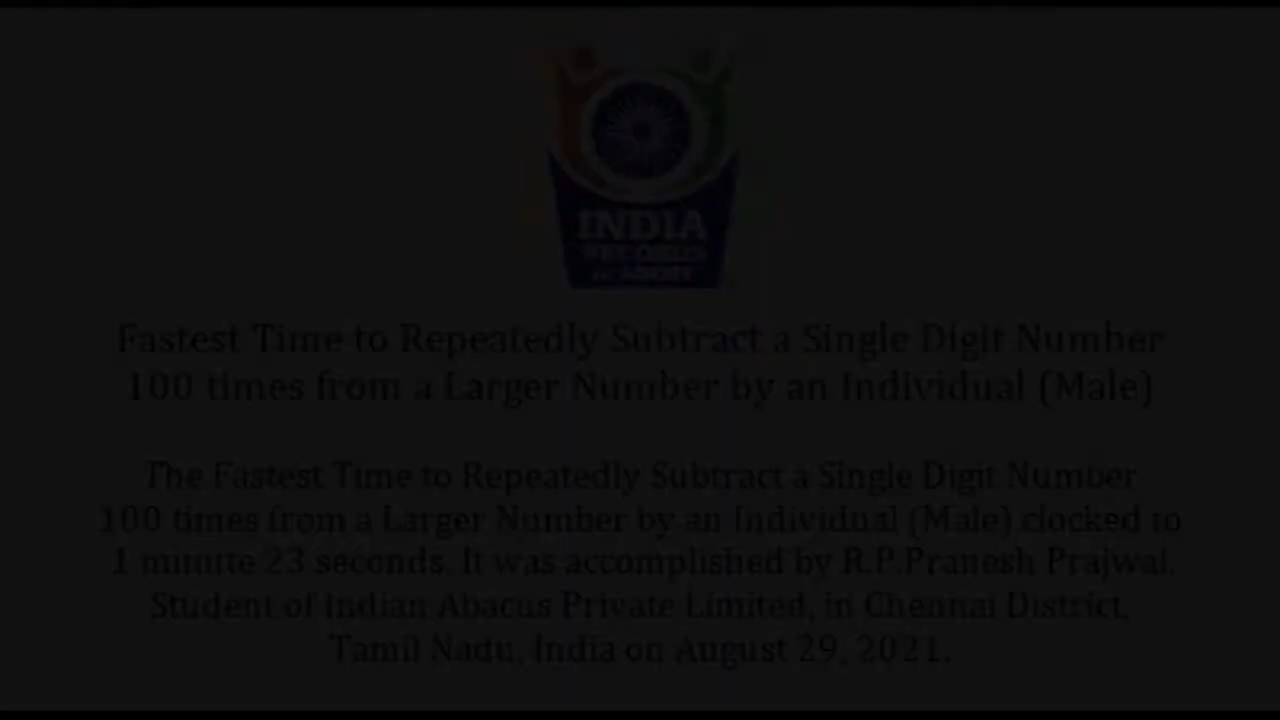 INDIA
RECORDS
ACADEMY
Fastest Time to Repeatedly Subtract a Single Digit Number
100 times from a Larger Number by an Individual (Male)
The Fastest Time to Repeatedly Subtract a Single Digit Number
100 times from a Larger Number by an Individual (Male) clocked to
1 minute 23 seconds. It was accomplished by R.P.Pranesh Prajwal,
Student of Indian Abacus Private Limited, in Chennai District,
Tamil Nadu, India on August 29, 2021.